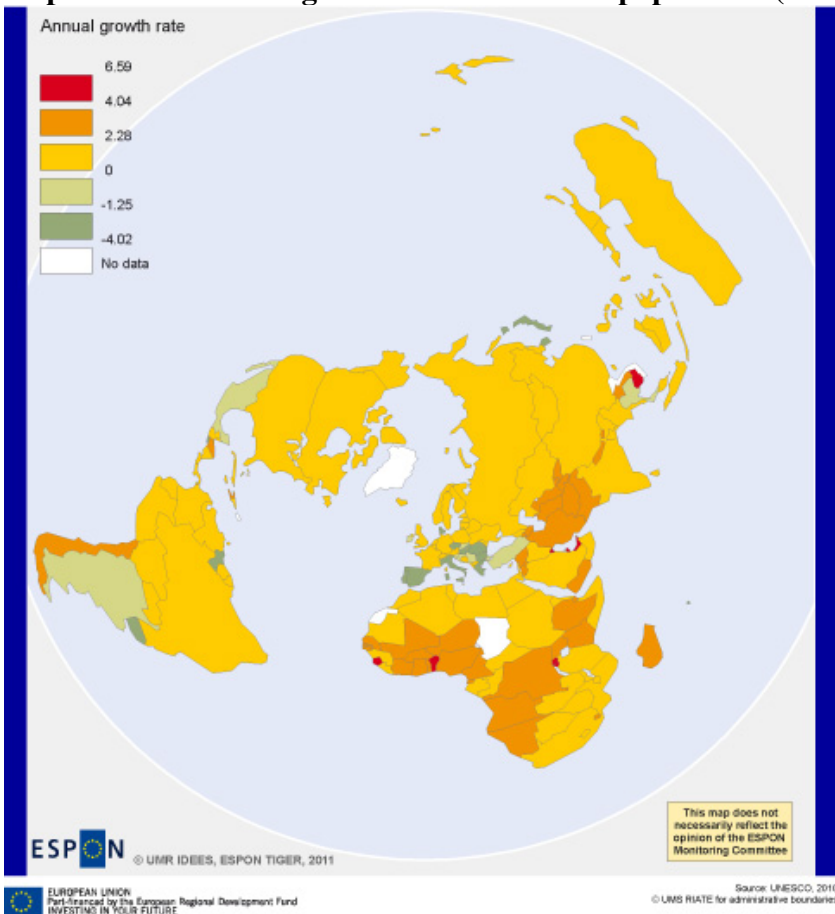 Annual growth rate
6.59
4.04
2.28
0
-1.25
-4.02
No data
This map does not
necessarily reflect the
opinion of the ESPON
Monitoring Committee
ESPON
© UMR IDEES, ESPON TIGER, 2011
EUROPEAN UNION
Part-financed by the European Regional Development Fund
INVESTING IN YOUR FUTURE
Source: UNESCO, 2010
© UMS RIATE for administrative boundaries